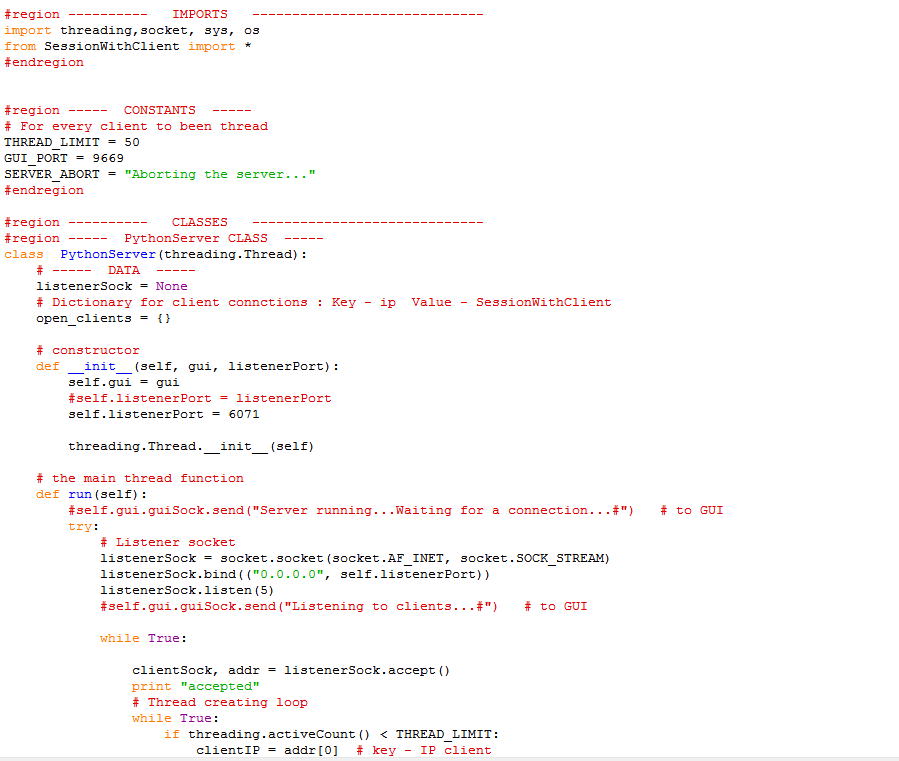 #region ----------   IMPORTS   -----------------------------
import threading,socket, sys, os
from SessionWithClient import *
#endregion
#region -----  CONSTANTS  -----
# For every client to been thread
THREAD_LIMIT = 50
GUI_PORT = 9669
SERVER_ABORT = "Aborting the server..."
#endregion
#region ----------   CLASSES   -----------------------------
#region -----  PythonServer CLASS  -----
class  PythonServer(threading.Thread):
    # -----  DATA  -----
    listenerSock = None
    # Dictionary for client connctions : Key - ip  Value - SessionWithClient
    open_clients = {}
    # constructor
    def __init__(self, gui, listenerPort):
        self.gui = gui
        #self.listenerPort = listenerPort
        self.listenerPort = 6071
        threading.Thread.__init__(self)
    # the main thread function
    def run(self):
        #self.gui.guiSock.send("Server running...Waiting for a connection...#")   # to GUI
        try:
            # Listener socket
            listenerSock = socket.socket(socket.AF_INET, socket.SOCK_STREAM)
            listenerSock.bind(("0.0.0.0", self.listenerPort))
            listenerSock.listen(5)
            #self.gui.guiSock.send("Listening to clients...#")   # to GUI
            while True:
                clientSock, addr = listenerSock.accept()
                print "accepted"
                # Thread creating loop
                while True:
                    if threading.activeCount() < THREAD_LIMIT:
                        clientIP = addr[0]  # key - IP client